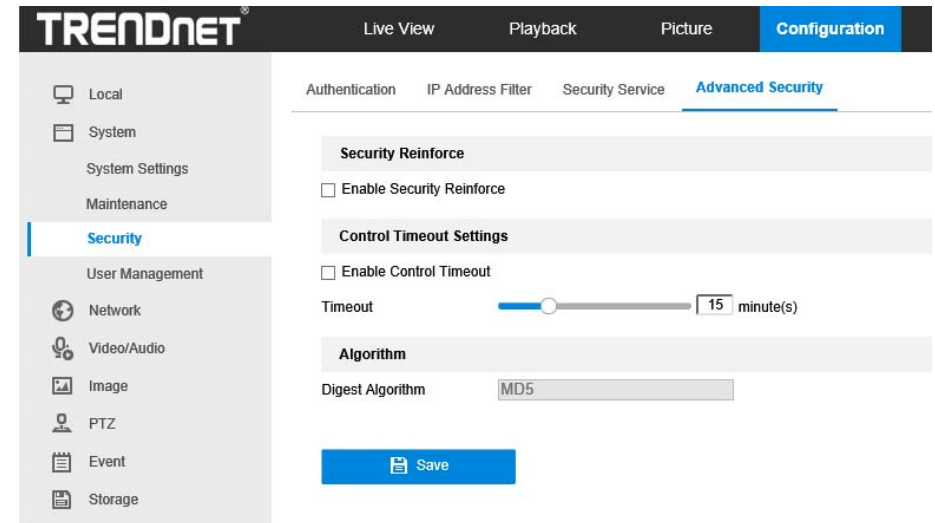 TRENDNET®
Live View Playback Picture Configuration
Authentication IP Address Filter Security Service Advanced Security
Local
System
System Settings
Maintenance
Security
User Management
Network
Video/Audio
Image
PTZ
Event
Storage
Security Reinforce
Enable Security Reinforce
Control Timeout Settings
Enable Control Timeout
Timeout 15 minute(s)
Algorithm
Digest Algorithm MD5
Save